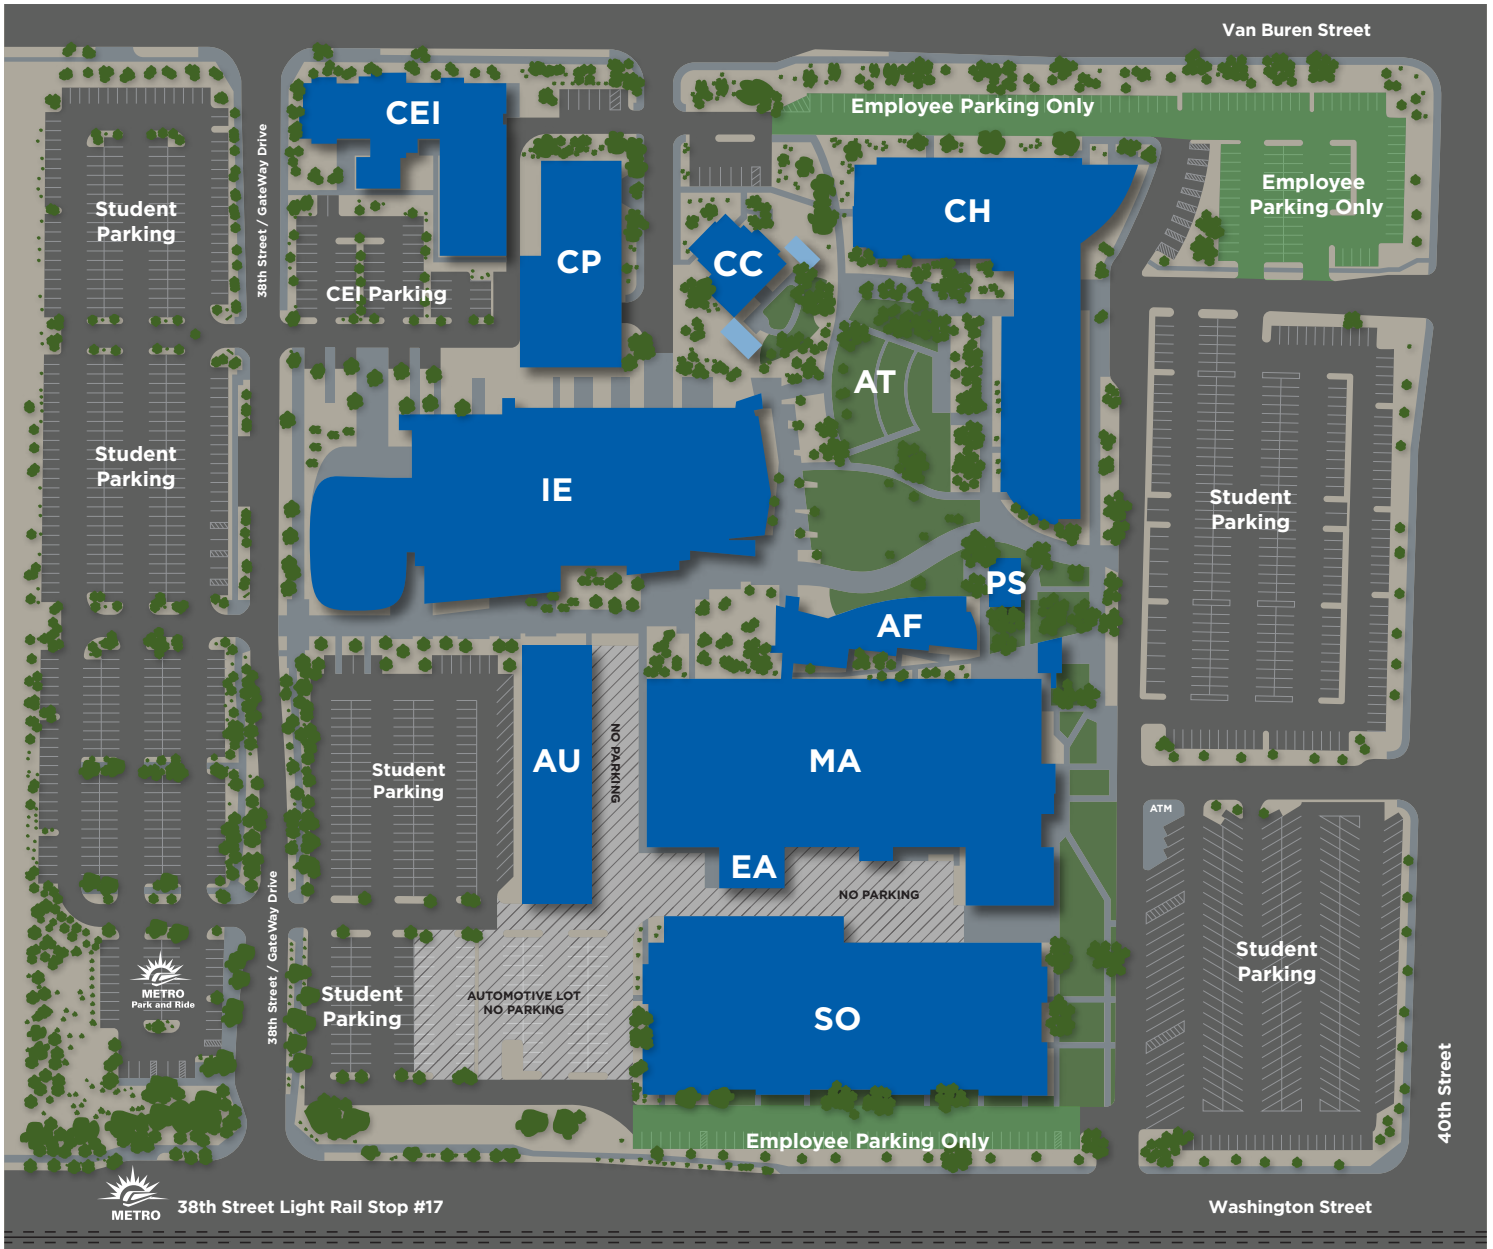 Van Buren Street
Employee Parking Only
CEI
38th Street / GateWay Drive
Student
Parking
Employee
Parking Only
CH
CP
CC
CEI Parking
AT
Student
Parking
IE
Student
Parking
PS
AF
NO PARKING
AU
MA
Student
Parking
ATM
EA
NO PARKING
38th Street / GateWay Drive
Student
Parking
METRO
Park and Ride
Student
Parking
AUTOMOTIVE LOT
NO PARKING
SO
40th Street
Employee Parking Only
METRO
38th Street Light Rail Stop #17
Washington Street